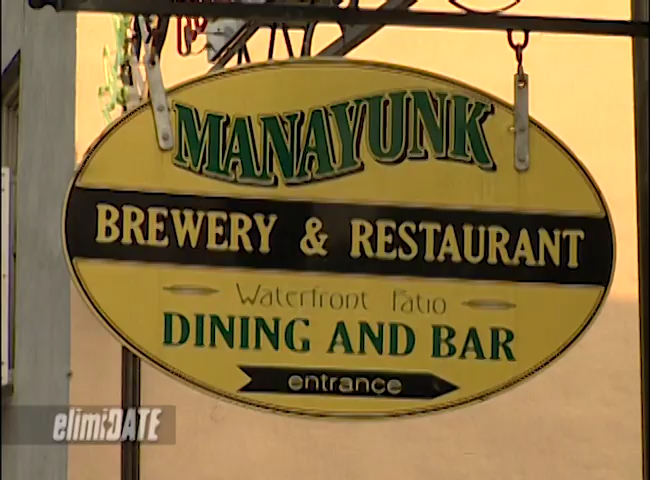 MANAYUNK
BREWERY & RESTAURANT
Waterfront Patio
DINING AND BAR
entrance
elimiDATE